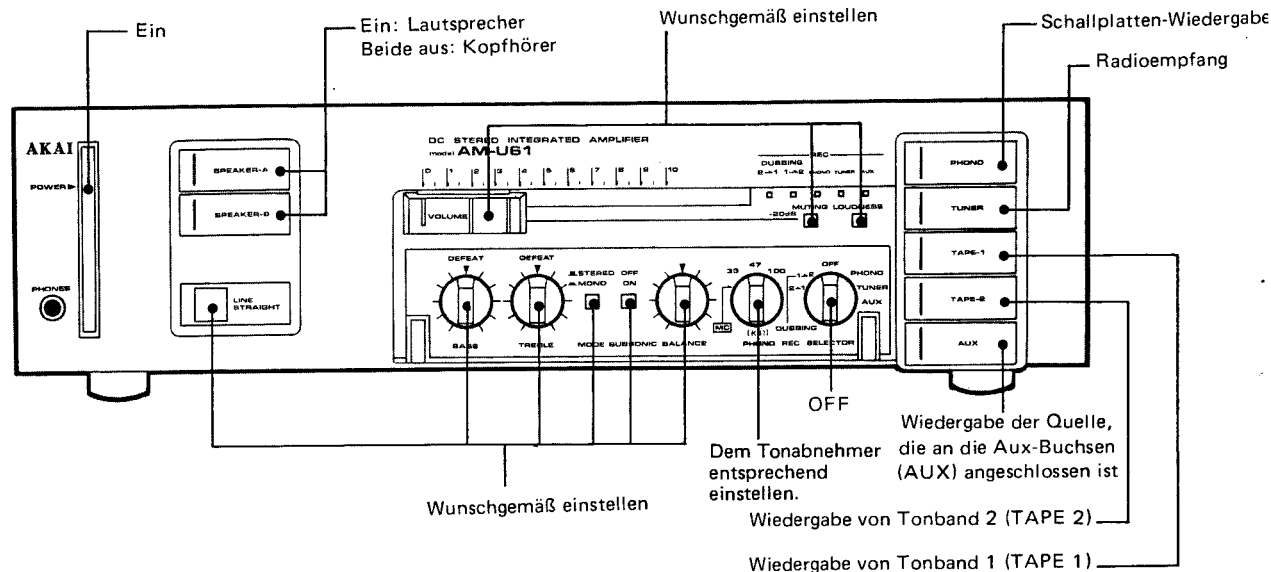 Ein
Ein: Lautsprecher
Beide aus: Kopfhörer
Wunschgemäß einstellen
Schallplatten-Wiedergabe
Radioempfang
AKAI
POWER
PHONES
SPEAKER-A
SPEAKER-B
LINE
STRAIGHT
DC STEREO INTEGRATED AMPLIFIER
model AM-U61
0 1 2 3 4 5 6 7 8 9 10
VOLUME
REC
DUBBING
2→1 1→2 PHONO TUNER AUX
-20dB MUTING LOUDNESS
DEFEAT DEFEAT
STEREO OFF
MONO ON
33 47 100
OFF
1→2 PHONO
2→1 TUNER
AUX
MC DUBBING
BASS TREBLE MODE SUBSONIC BALANCE PHONO REC SELECTOR
PHONO
TUNER
TAPE-1
TAPE-2
AUX
OFF
Dem Tonabnehmer
entsprechend
einstellen.
Wiedergabe der Quelle,
die an die Aux-Buchsen
(AUX) angeschlossen ist
Wunschgemäß einstellen
Wiedergabe von Tonband 2 (TAPE 2)
Wiedergabe von Tonband 1 (TAPE 1)